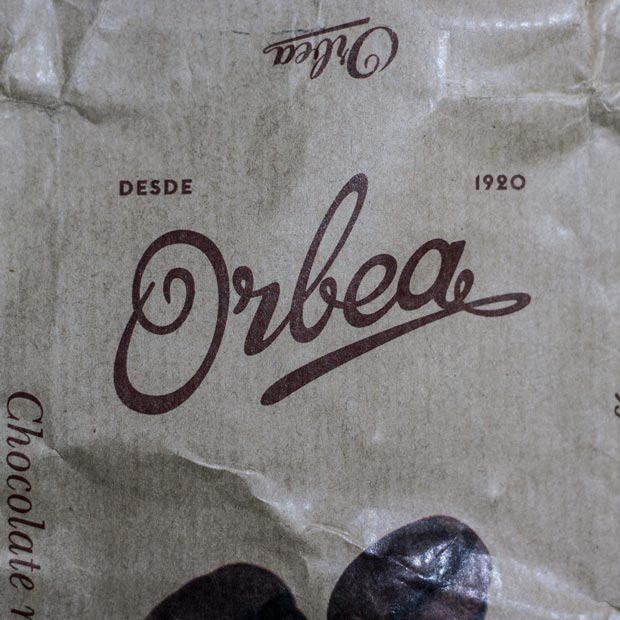 Orbea
DESDE 1920
Orbea
Chocolate